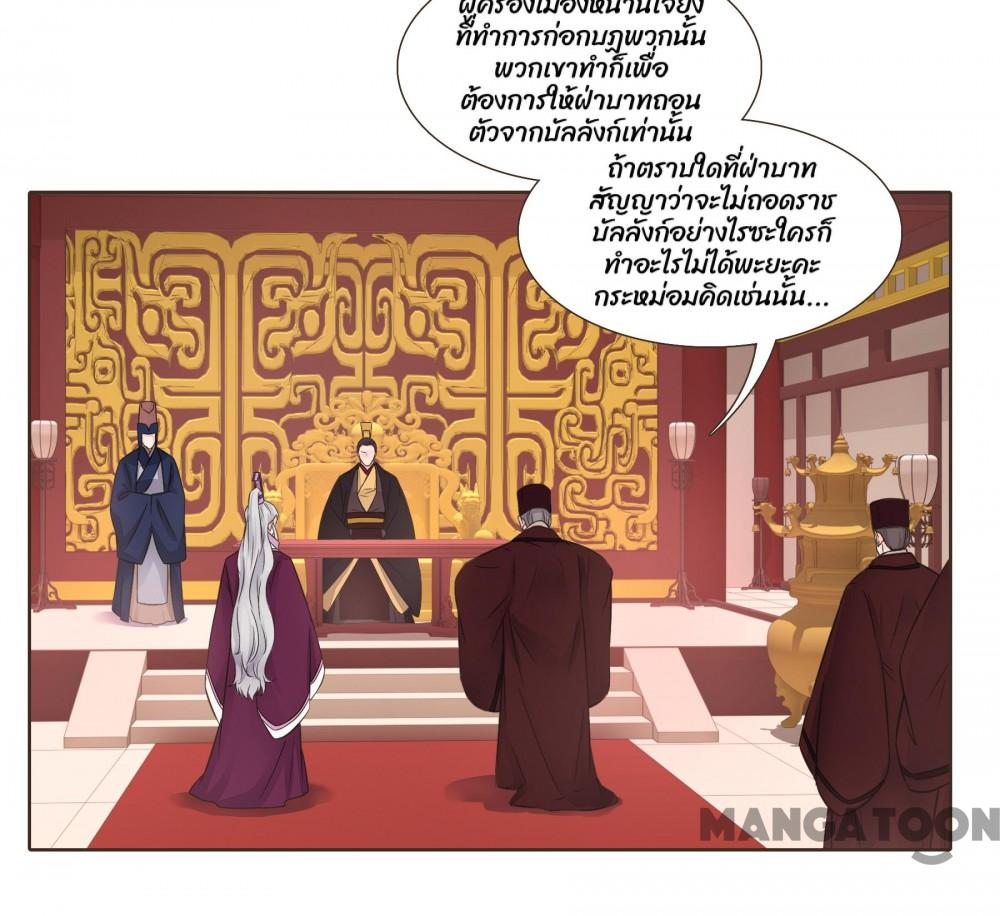 ผู้ครองเมืองหนานเจียง
ที่ทำการก่อกบฏพวกนั้น
พวกเขาทำก็เพื่อ
ต้องการให้ฝ่าบาทถอน
ตัวจากบัลลังก์เท่านั้น
ถ้าตราบใดที่ฝ่าบาท
สัญญาว่าจะไม่ถอดราช
บัลลังก์อย่างไรซะใครก็
ทำอะไรไม่ได้พะยะคะ
กระหม่อมคิดเช่นนั้น...
MANGATOON